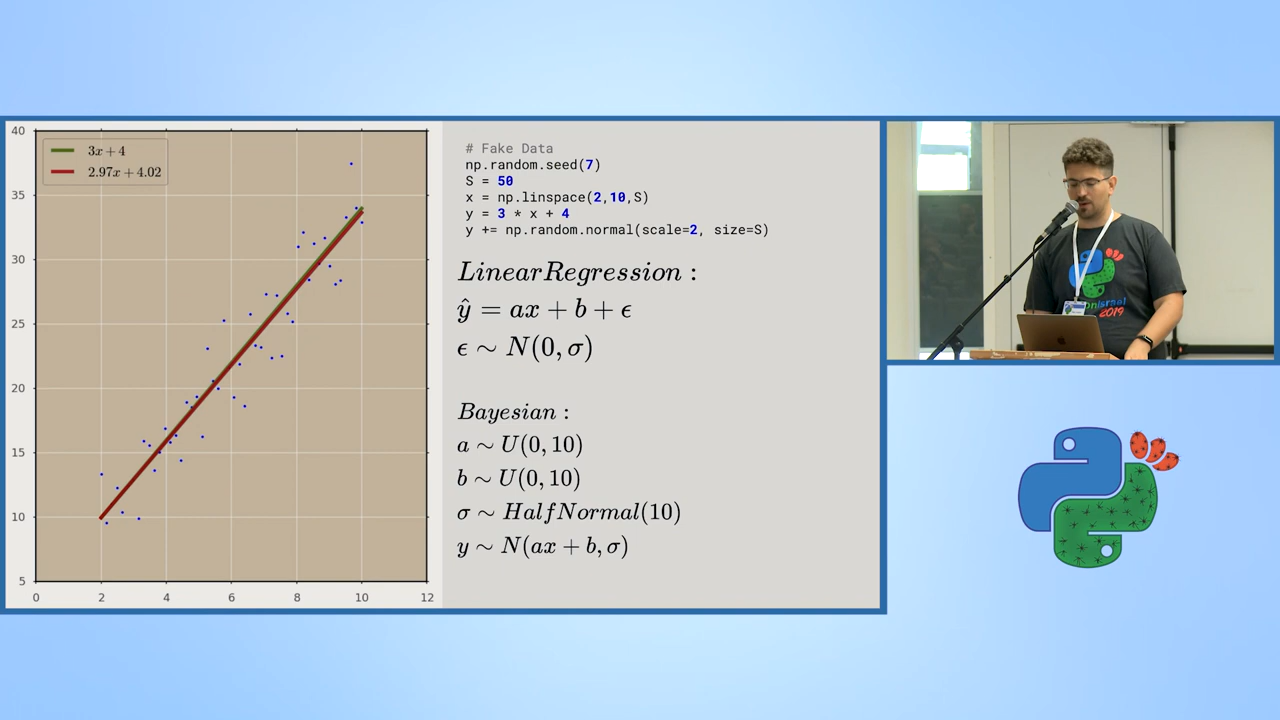 40
35
30
25
20
15
10
5
0 2 4 6 8 10 12
3x + 4
2.97x + 4.02
# Fake Data
np.random.seed(7)
S = 50
x = np.linspace(2,10,S)
y = 3 * x + 4
y += np.random.normal(scale=2, size=S)
LinearRegression :
ŷ = ax + b + ϵ
ϵ ∼ N(0, σ)
Bayesian :
a ∼ U(0, 10)
b ∼ U(0, 10)
σ ∼ HalfNormal(10)
y ∼ N(ax + b, σ)
2019